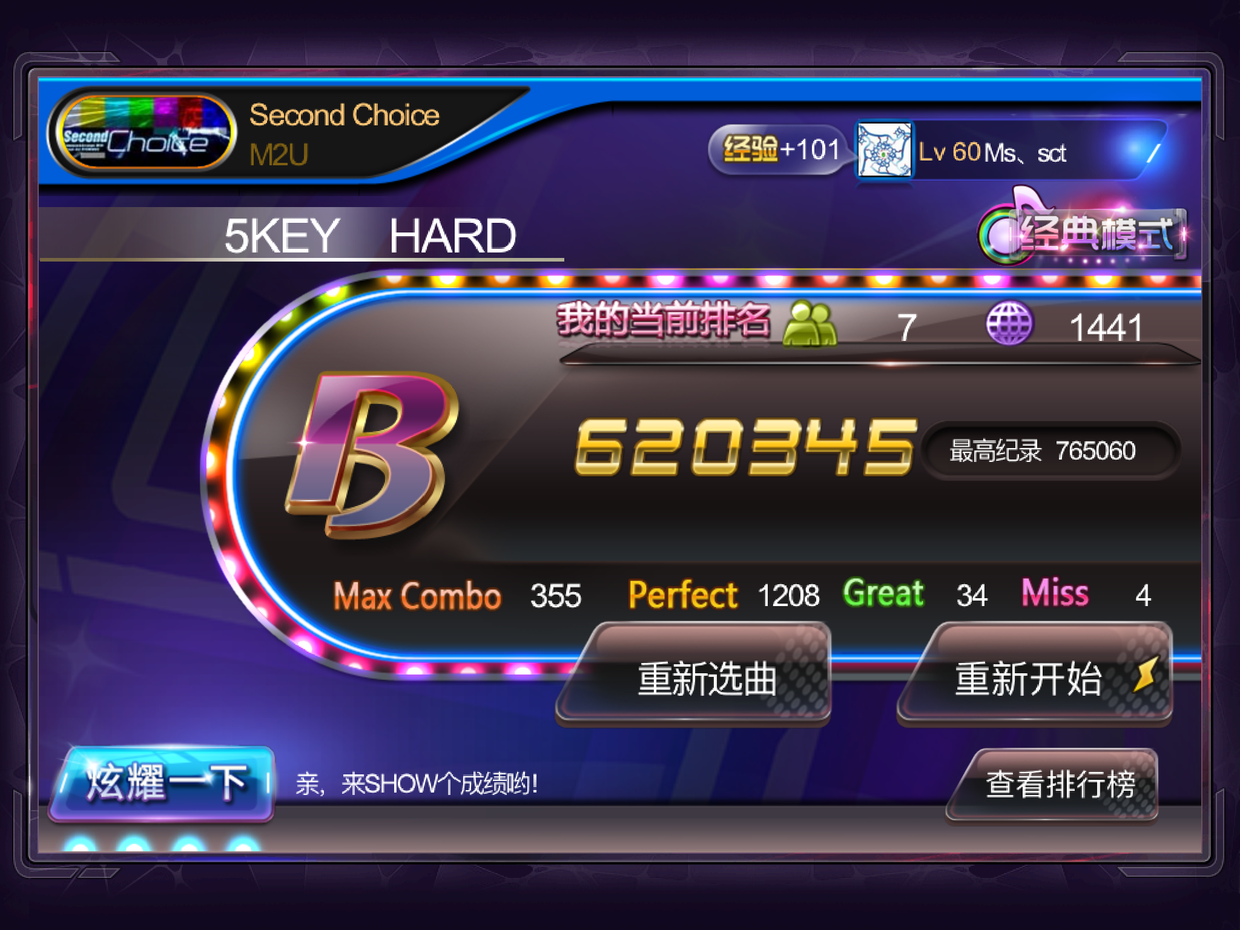 Second Choice
Second Choice
M2U
经验+101
Lv 60 Ms、sct
5KEY HARD
经典模式
我的当前排名 7 1441
B
620345
最高纪录 765060
Max Combo 355 Perfect 1208 Great 34 Miss 4
重新选曲
重新开始
炫耀一下
亲，来SHOW个成绩哟!
查看排行榜